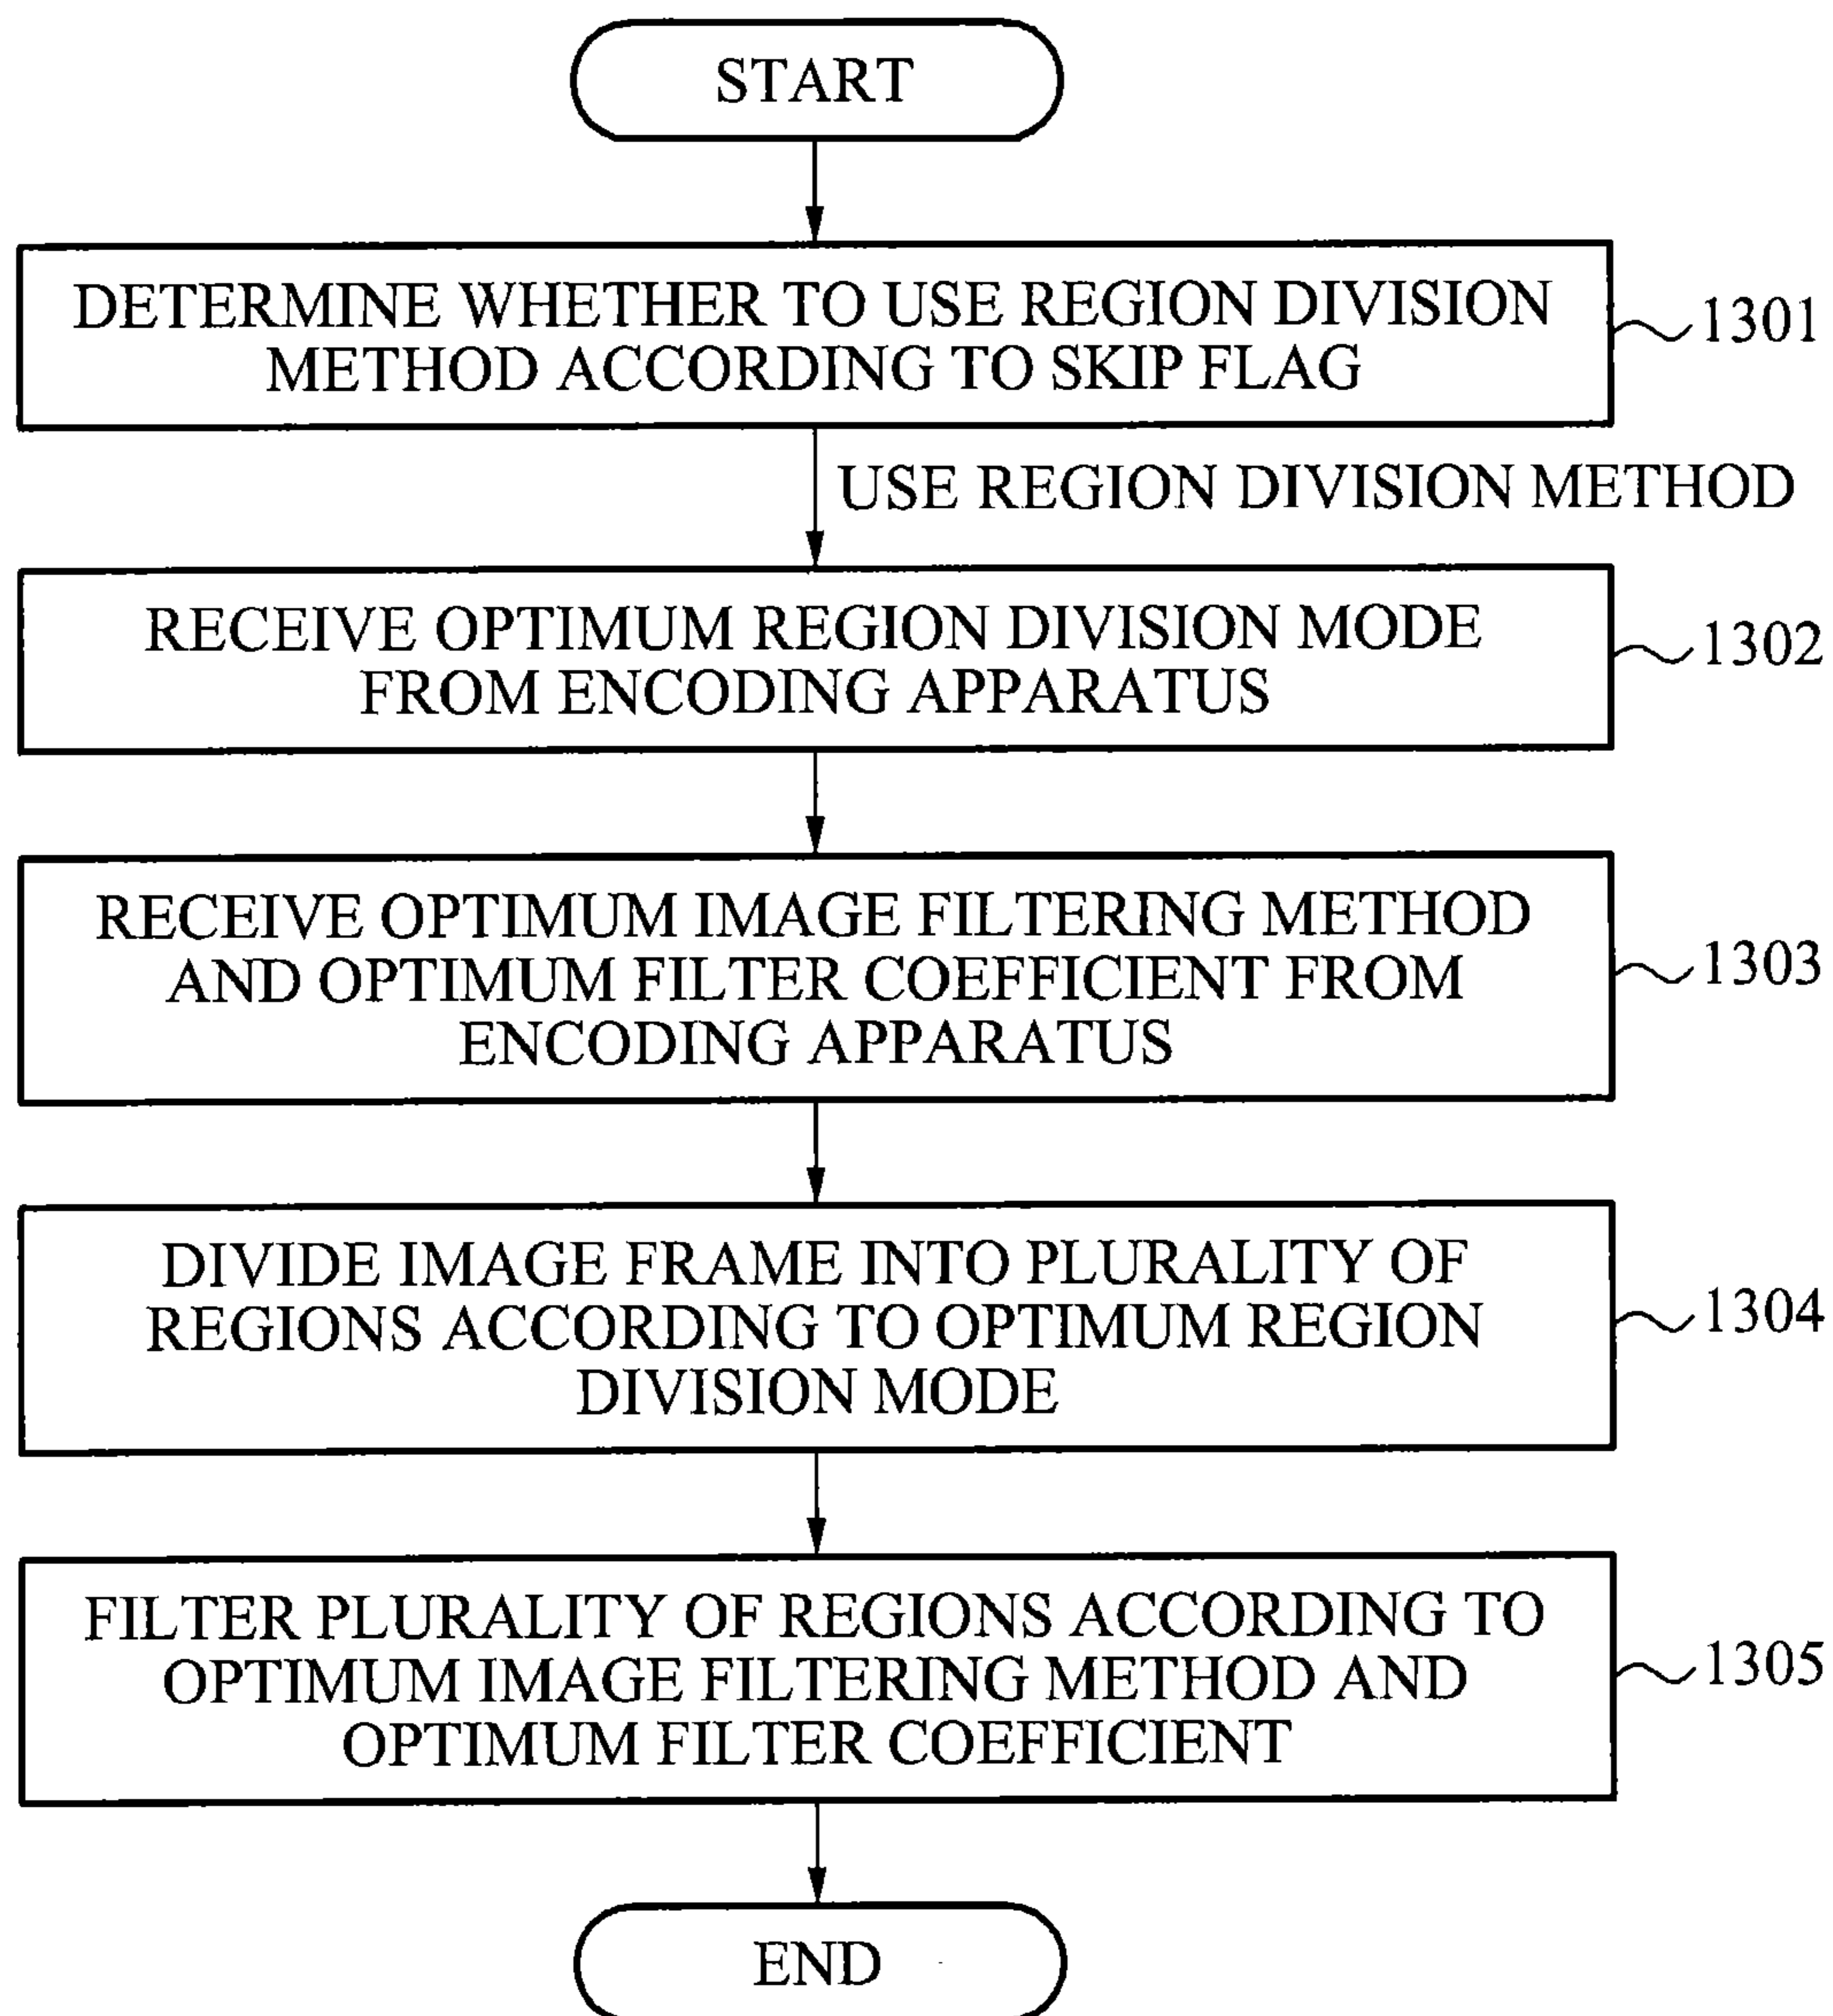 START
DETERMINE WHETHER TO USE REGION DIVISION
METHOD ACCORDING TO SKIP FLAG
1301
USE REGION DIVISION METHOD
RECEIVE OPTIMUM REGION DIVISION MODE
FROM ENCODING APPARATUS
1302
RECEIVE OPTIMUM IMAGE FILTERING METHOD
AND OPTIMUM FILTER COEFFICIENT FROM
ENCODING APPARATUS
1303
DIVIDE IMAGE FRAME INTO PLURALITY OF
REGIONS ACCORDING TO OPTIMUM REGION
DIVISION MODE
1304
FILTER PLURALITY OF REGIONS ACCORDING TO
OPTIMUM IMAGE FILTERING METHOD AND
OPTIMUM FILTER COEFFICIENT
1305
END